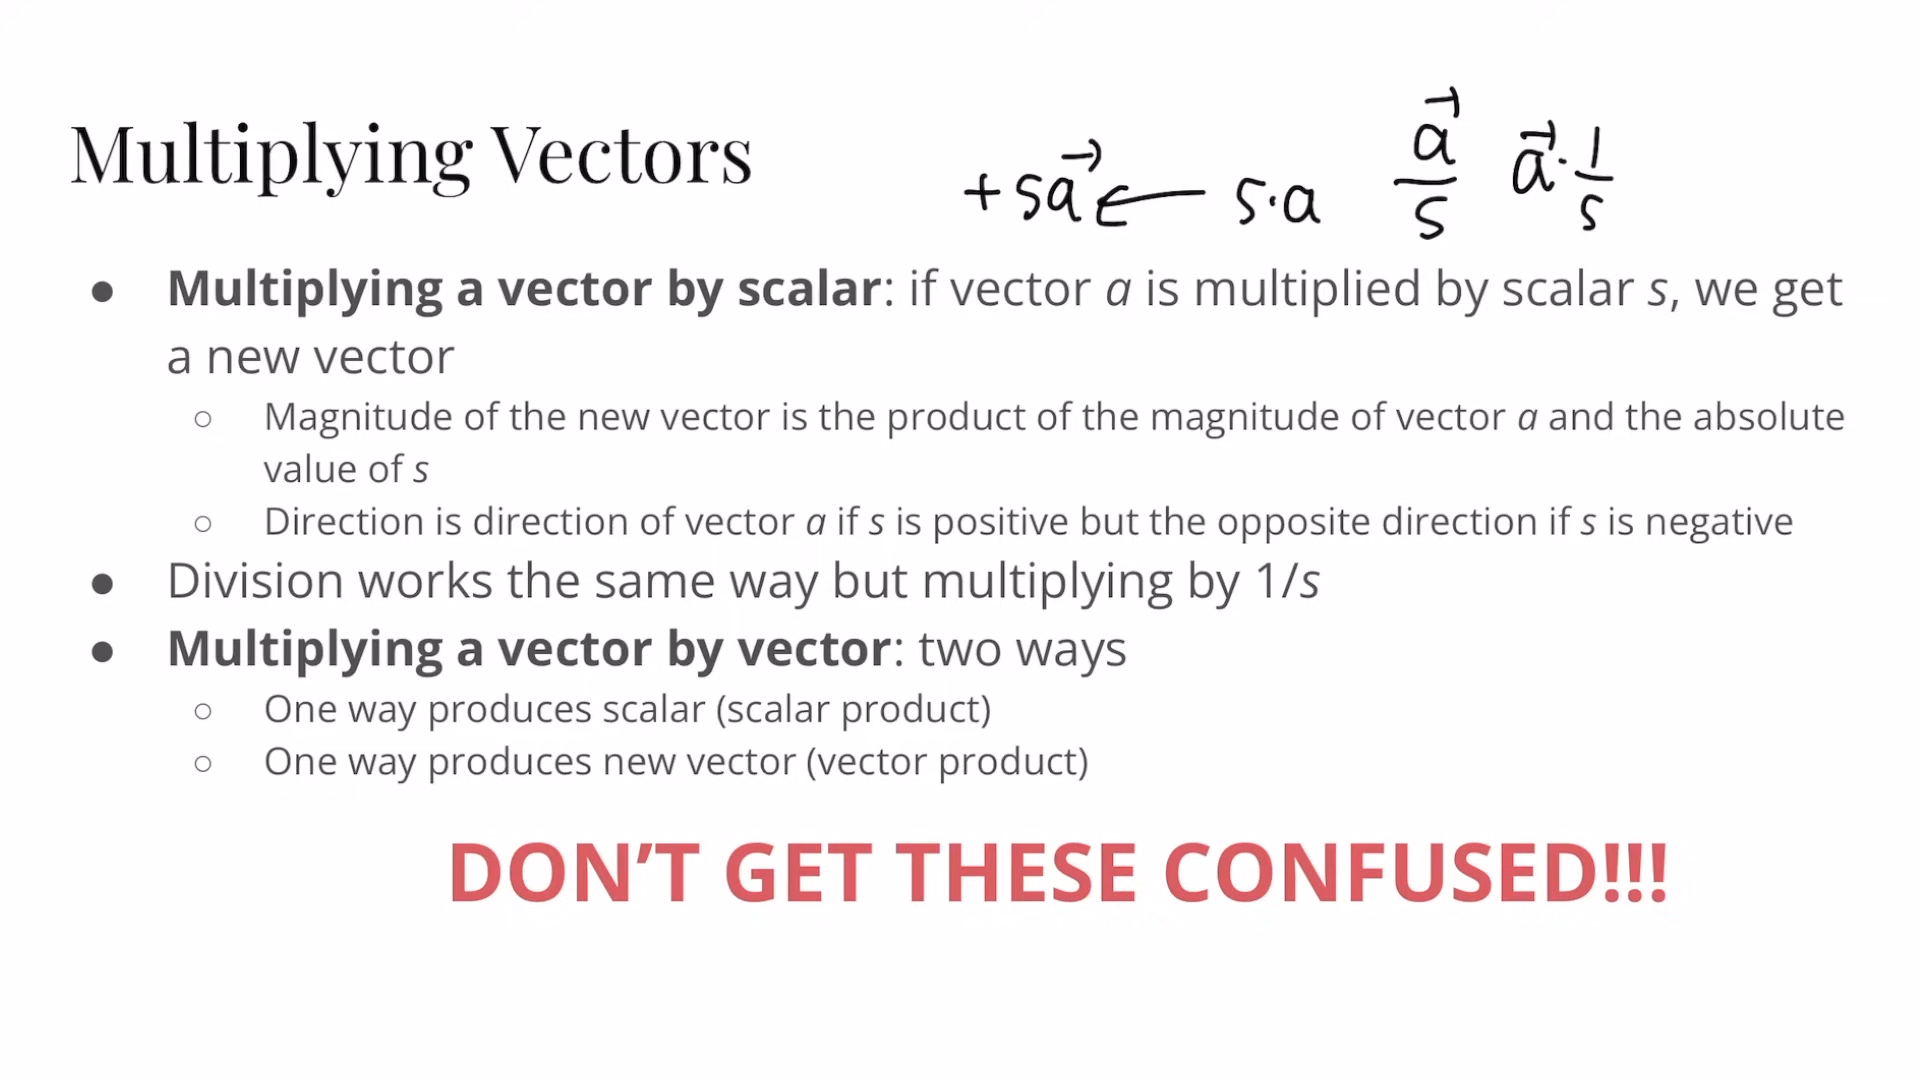 Multiplying Vectors
+sa⃗ ← s·a
a⃗/s a⃗·1/s
● Multiplying a vector by scalar: if vector a is multiplied by scalar s, we get
a new vector
○ Magnitude of the new vector is the product of the magnitude of vector a and the absolute
value of s
○ Direction is direction of vector a if s is positive but the opposite direction if s is negative
● Division works the same way but multiplying by 1/s
● Multiplying a vector by vector: two ways
○ One way produces scalar (scalar product)
○ One way produces new vector (vector product)
DON’T GET THESE CONFUSED!!!